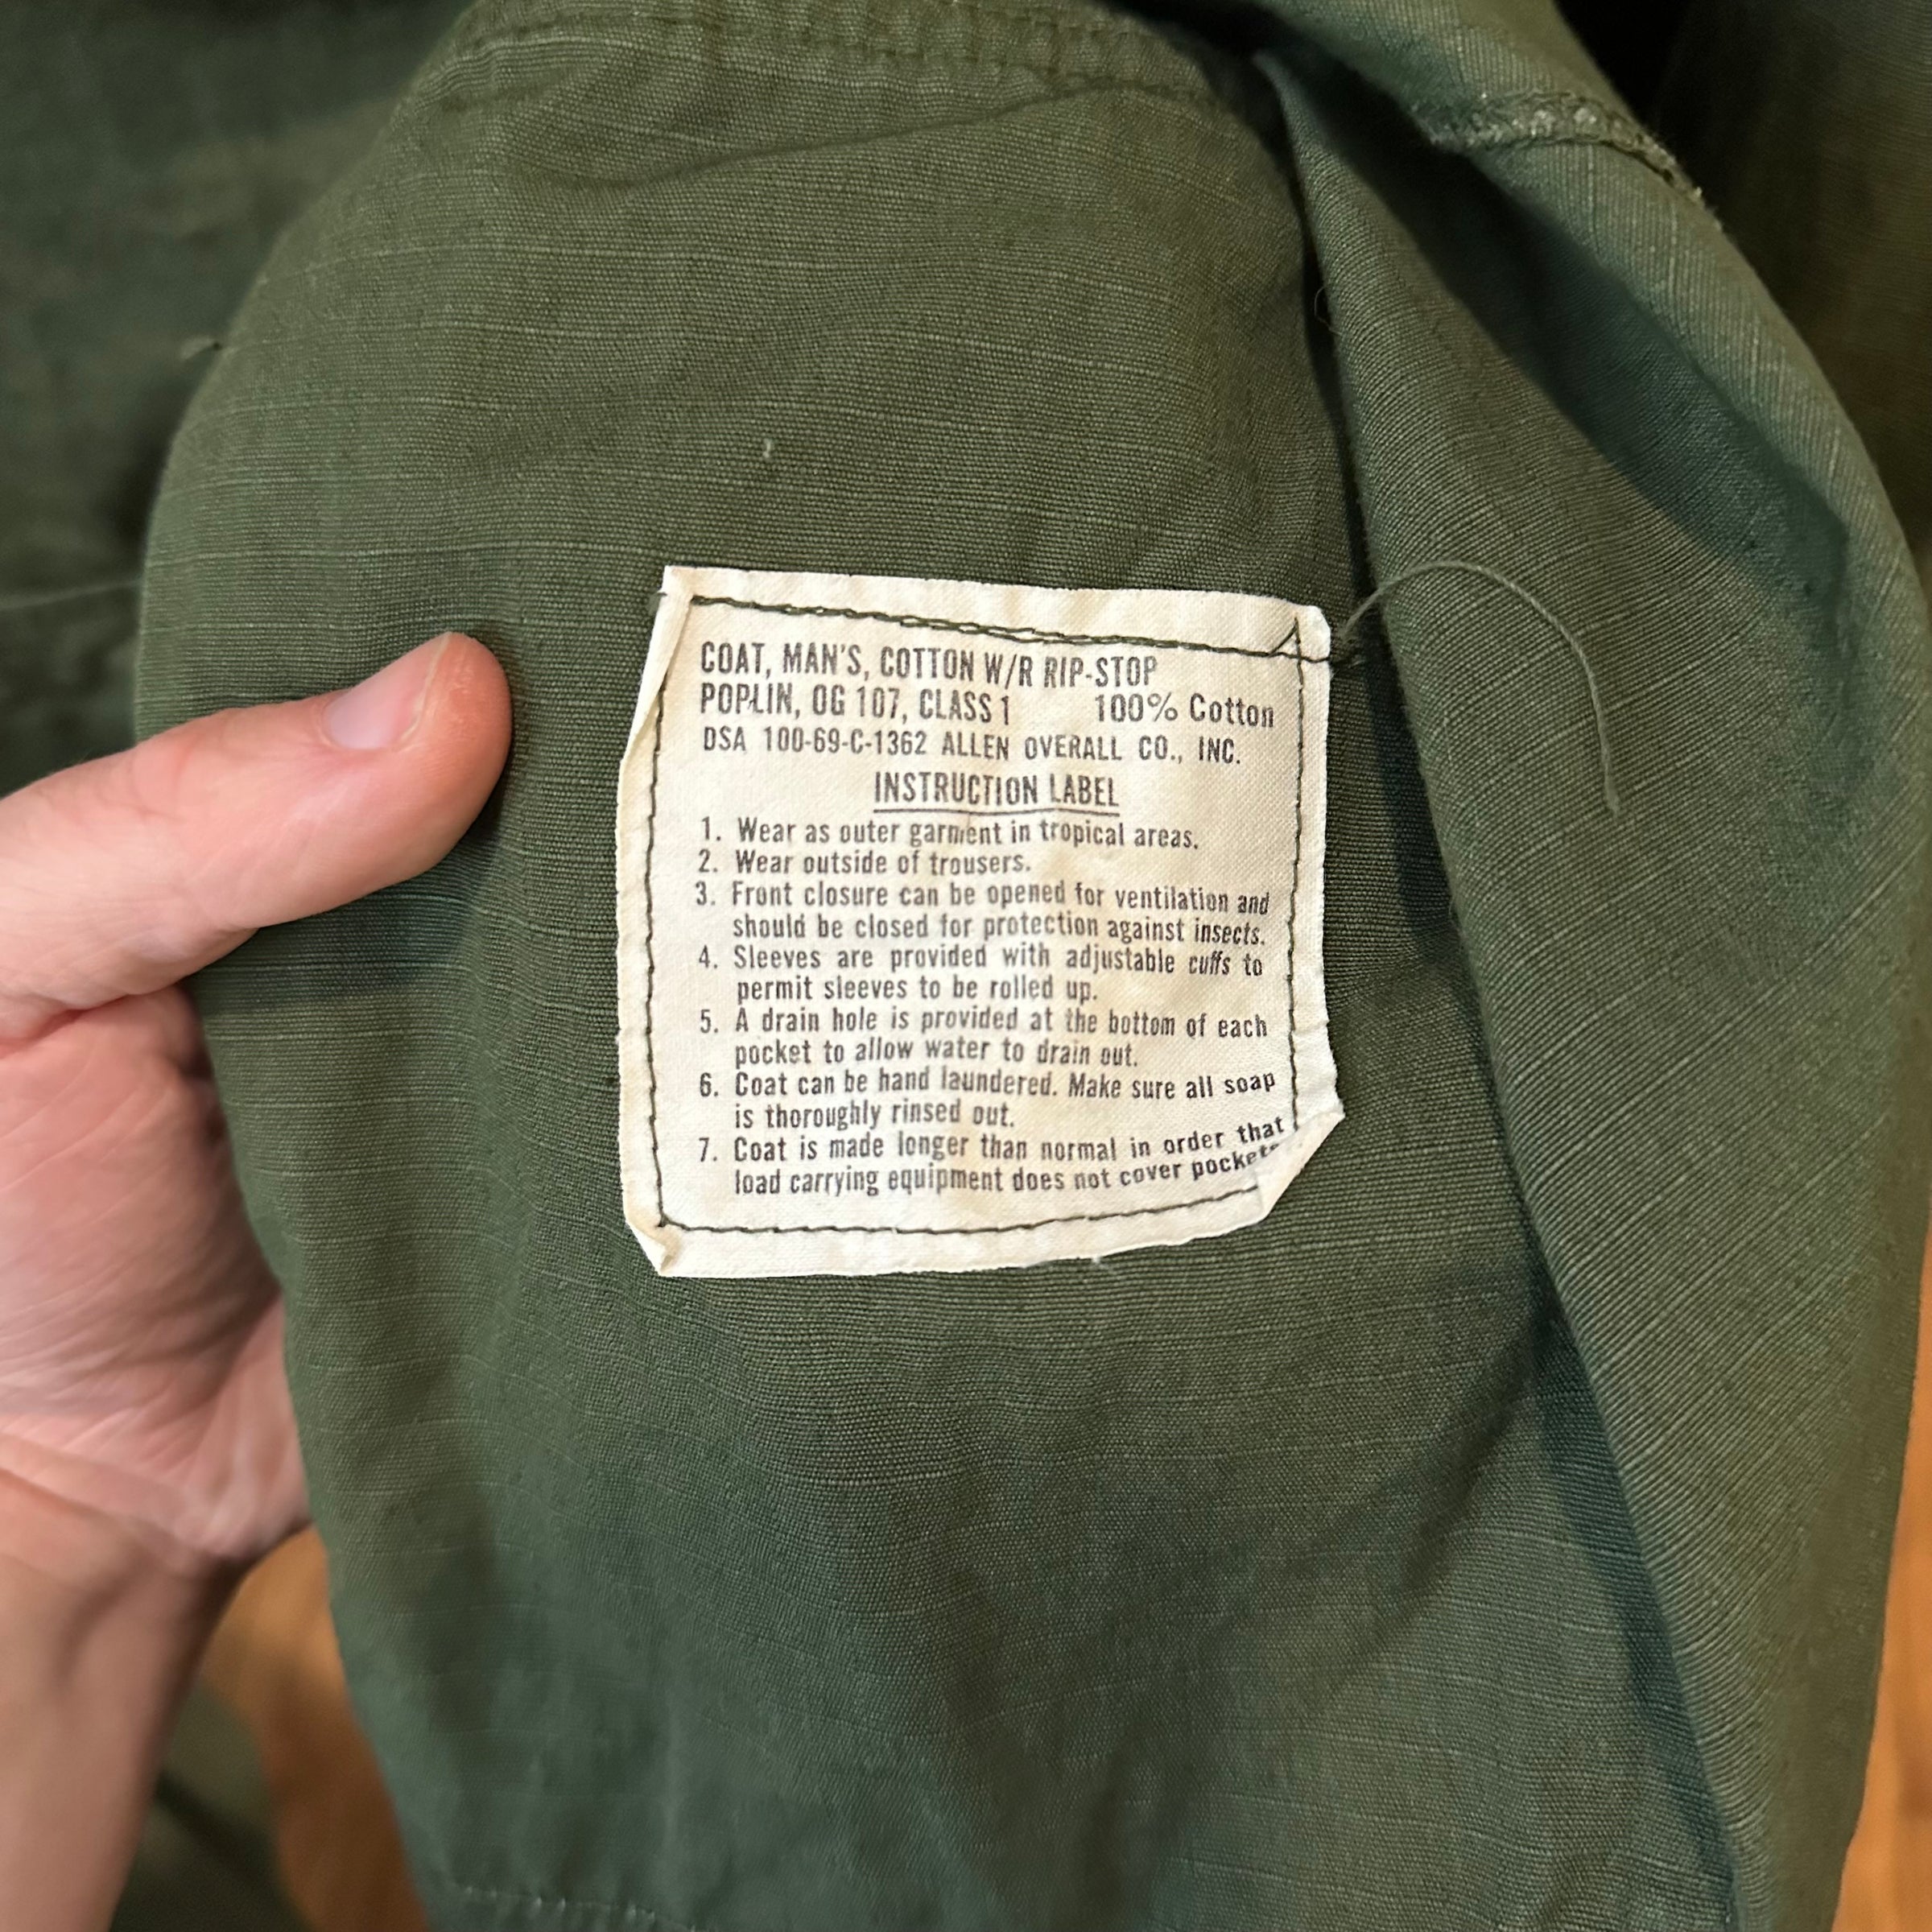 COAT, MAN'S, COTTON W/R RIP-STOP
POPLIN, OG 107, CLASS 1 100% Cotton
DSA 100-69-C-1362 ALLEN OVERALL CO., INC.
INSTRUCTION LABEL
1. Wear as outer garment in tropical areas.
2. Wear outside of trousers.
3. Front closure can be opened for ventilation and
should be closed for protection against insects.
4. Sleeves are provided with adjustable cuffs to
permit sleeves to be rolled up.
5. A drain hole is provided at the bottom of each
pocket to allow water to drain out.
6. Coat can be hand laundered. Make sure all soap
is thoroughly rinsed out.
7. Coat is made longer than normal in order that
load carrying equipment does not cover pockets